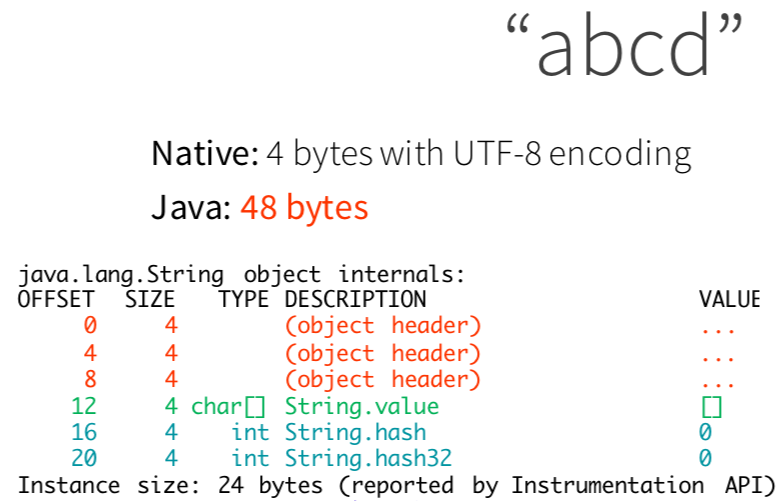 “abcd”
Native: 4 bytes with UTF-8 encoding
Java: 48 bytes
java.lang.String object internals:
OFFSET  SIZE   TYPE DESCRIPTION                    VALUE
     0     4        (object header)                ...
     4     4        (object header)                ...
     8     4        (object header)                ...
    12     4 char[] String.value                   []
    16     4    int String.hash                    0
    20     4    int String.hash32                  0
Instance size: 24 bytes (reported by Instrumentation API)